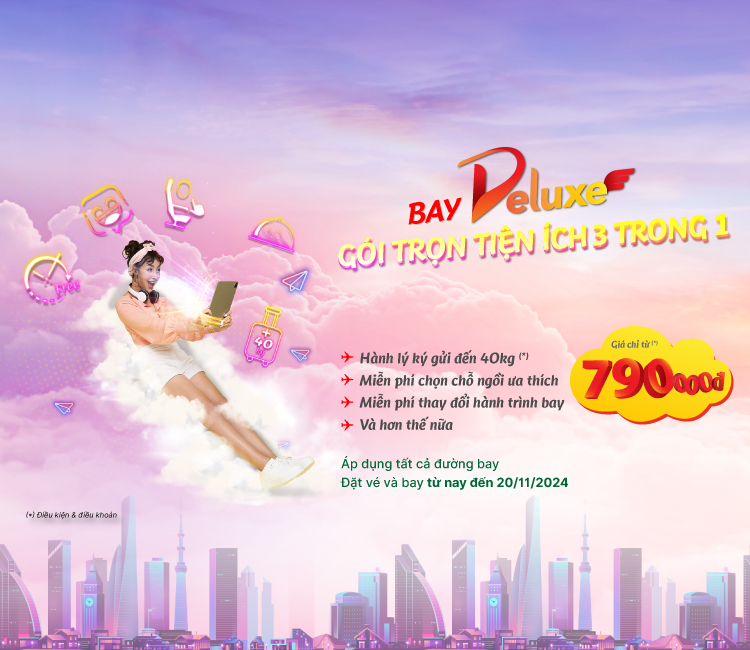 BAY Deluxe
GÓI TRỌN TIỆN ÍCH 3 TRONG 1
+
40
Hành lý ký gửi đến 40kg (*)
Miễn phí chọn chỗ ngồi ưa thích
Miễn phí thay đổi hành trình bay
Và hơn thế nữa
Giá chỉ từ (*)
790000đ
Áp dụng tất cả đường bay
Đặt vé và bay từ nay đến 20/11/2024
(*) Điều kiện & điều khoản